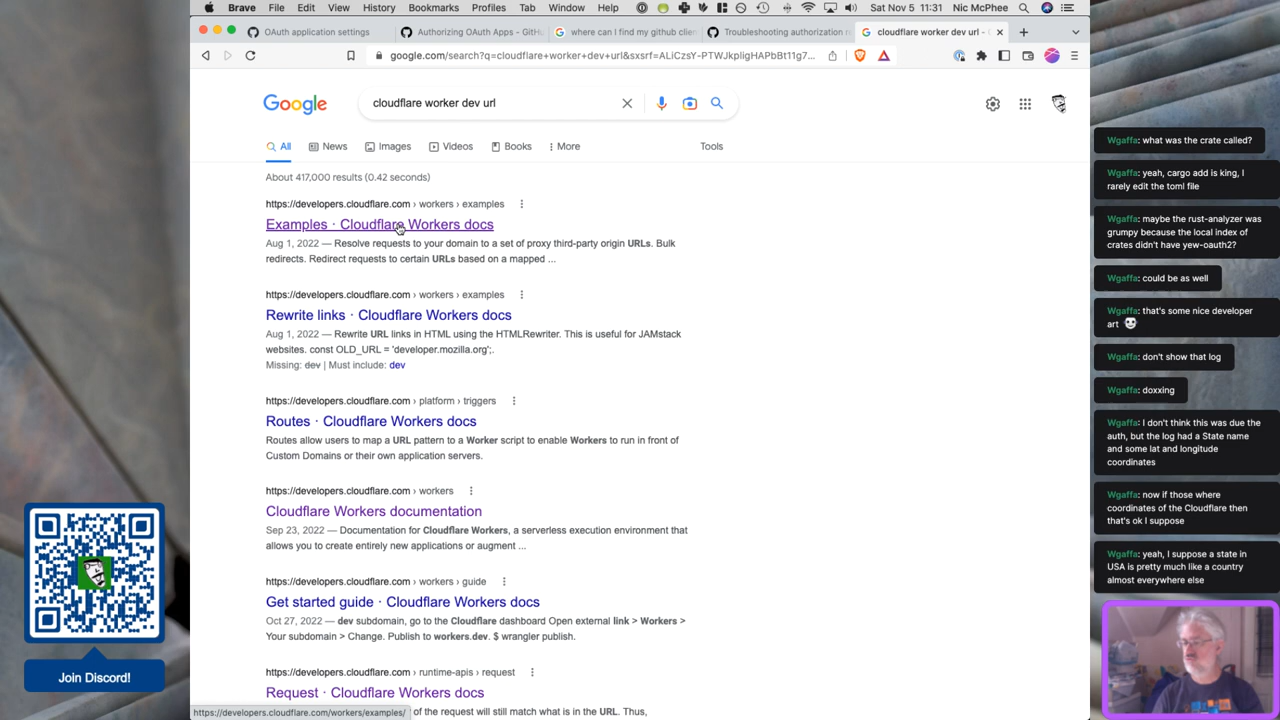 Brave File Edit View History Bookmarks Profiles Tab Window Help Sat Nov 5 11:31 Nic McPhee
OAuth application settings
Authorizing OAuth Apps - GitHu
where can I find my github clien
Troubleshooting authorization r
cloudflare worker dev url -
google.com/search?q=cloudflare+worker+dev+url&sxsrf=ALiCzsY-PTWJkpligHAPbBt11g7...
Google
cloudflare worker dev url
All News Images Videos Books More Tools
About 417,000 results (0.42 seconds)
https://developers.cloudflare.com › workers › examples
Examples · Cloudflare Workers docs
Aug 1, 2022 — Resolve requests to your domain to a set of proxy third-party origin URLs. Bulk
redirects. Redirect requests to certain URLs based on a mapped ...
https://developers.cloudflare.com › workers › examples
Rewrite links · Cloudflare Workers docs
Aug 1, 2022 — Rewrite URL links in HTML using the HTMLRewriter. This is useful for JAMstack
websites. const OLD_URL = 'developer.mozilla.org';.
Missing: dev | Must include: dev
https://developers.cloudflare.com › platform › triggers
Routes · Cloudflare Workers docs
Routes allow users to map a URL pattern to a Worker script to enable Workers to run in front of
Custom Domains or their own application servers.
https://developers.cloudflare.com › workers
Cloudflare Workers documentation
Sep 23, 2022 — Documentation for Cloudflare Workers, a serverless execution environment that
allows you to create entirely new applications or augment ...
https://developers.cloudflare.com › workers › guide
Get started guide · Cloudflare Workers docs
Oct 27, 2022 — dev subdomain, go to the Cloudflare dashboard Open external link > Workers >
Your subdomain > Change. Publish to workers.dev. $ wrangler publish.
https://developers.cloudflare.com › runtime-apis › request
Request · Cloudflare Workers docs
https://developers.cloudflare.com/workers/examples/ of the request will still match what is in the URL. Thus,
Join Discord!
Wgaffa: what was the crate called?
Wgaffa: yeah, cargo add is king, I
rarely edit the toml file
Wgaffa: maybe the rust-analyzer was
grumpy because the local index of
crates didn't have yew-oauth2?
Wgaffa: could be as well
Wgaffa: that's some nice developer
art
Wgaffa: don't show that log
Wgaffa: doxxing
Wgaffa: I don't think this was due the
auth, but the log had a State name
and some lat and longitude
coordinates
Wgaffa: now if those where
coordinates of the Cloudflare then
that's ok I suppose
Wgaffa: yeah, I suppose a state in
USA is pretty much like a country
almost everywhere else